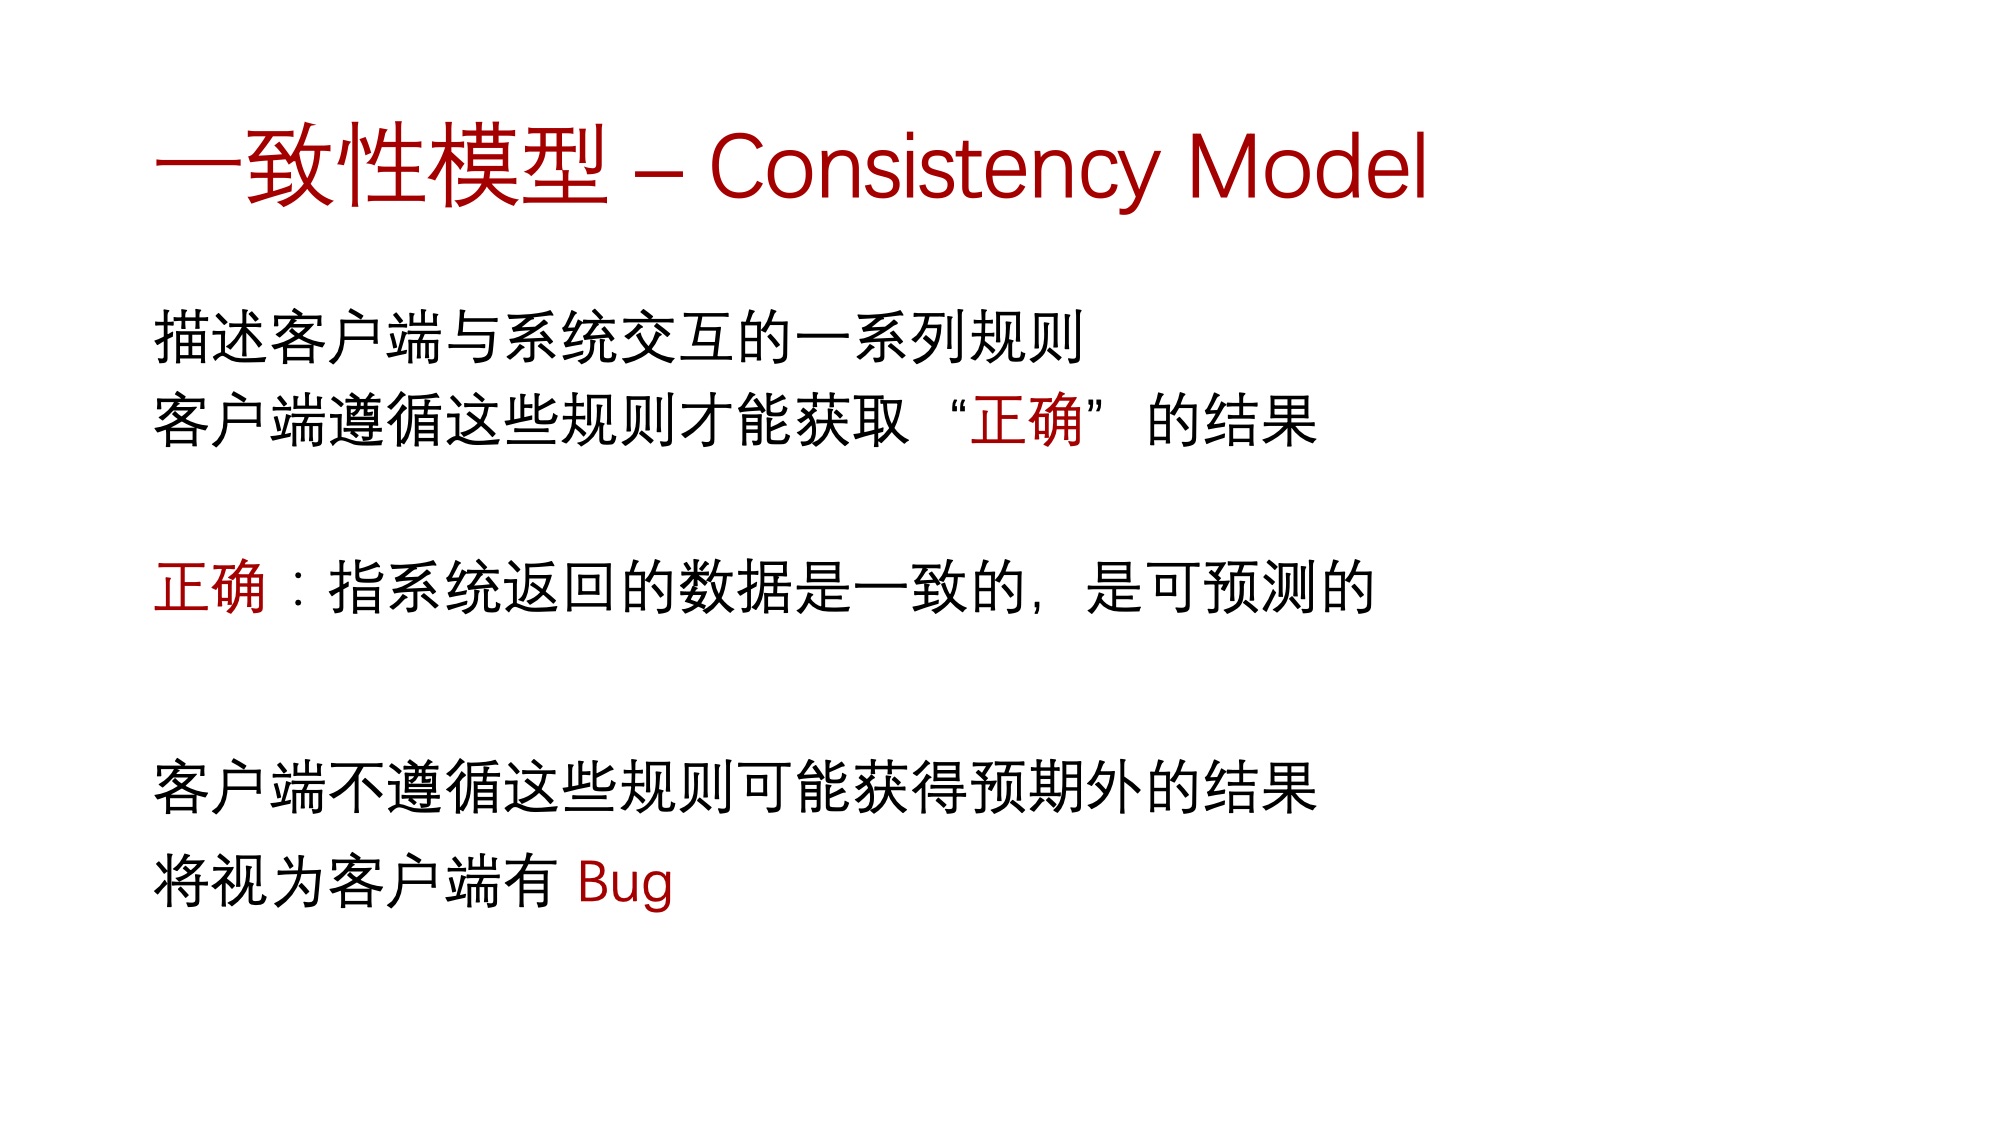 一致性模型 – Consistency Model
描述客户端与系统交互的一系列规则
客户端遵循这些规则才能获取“正确”的结果
正确：指系统返回的数据是一致的，是可预测的
客户端不遵循这些规则可能获得预期外的结果
将视为客户端有 Bug